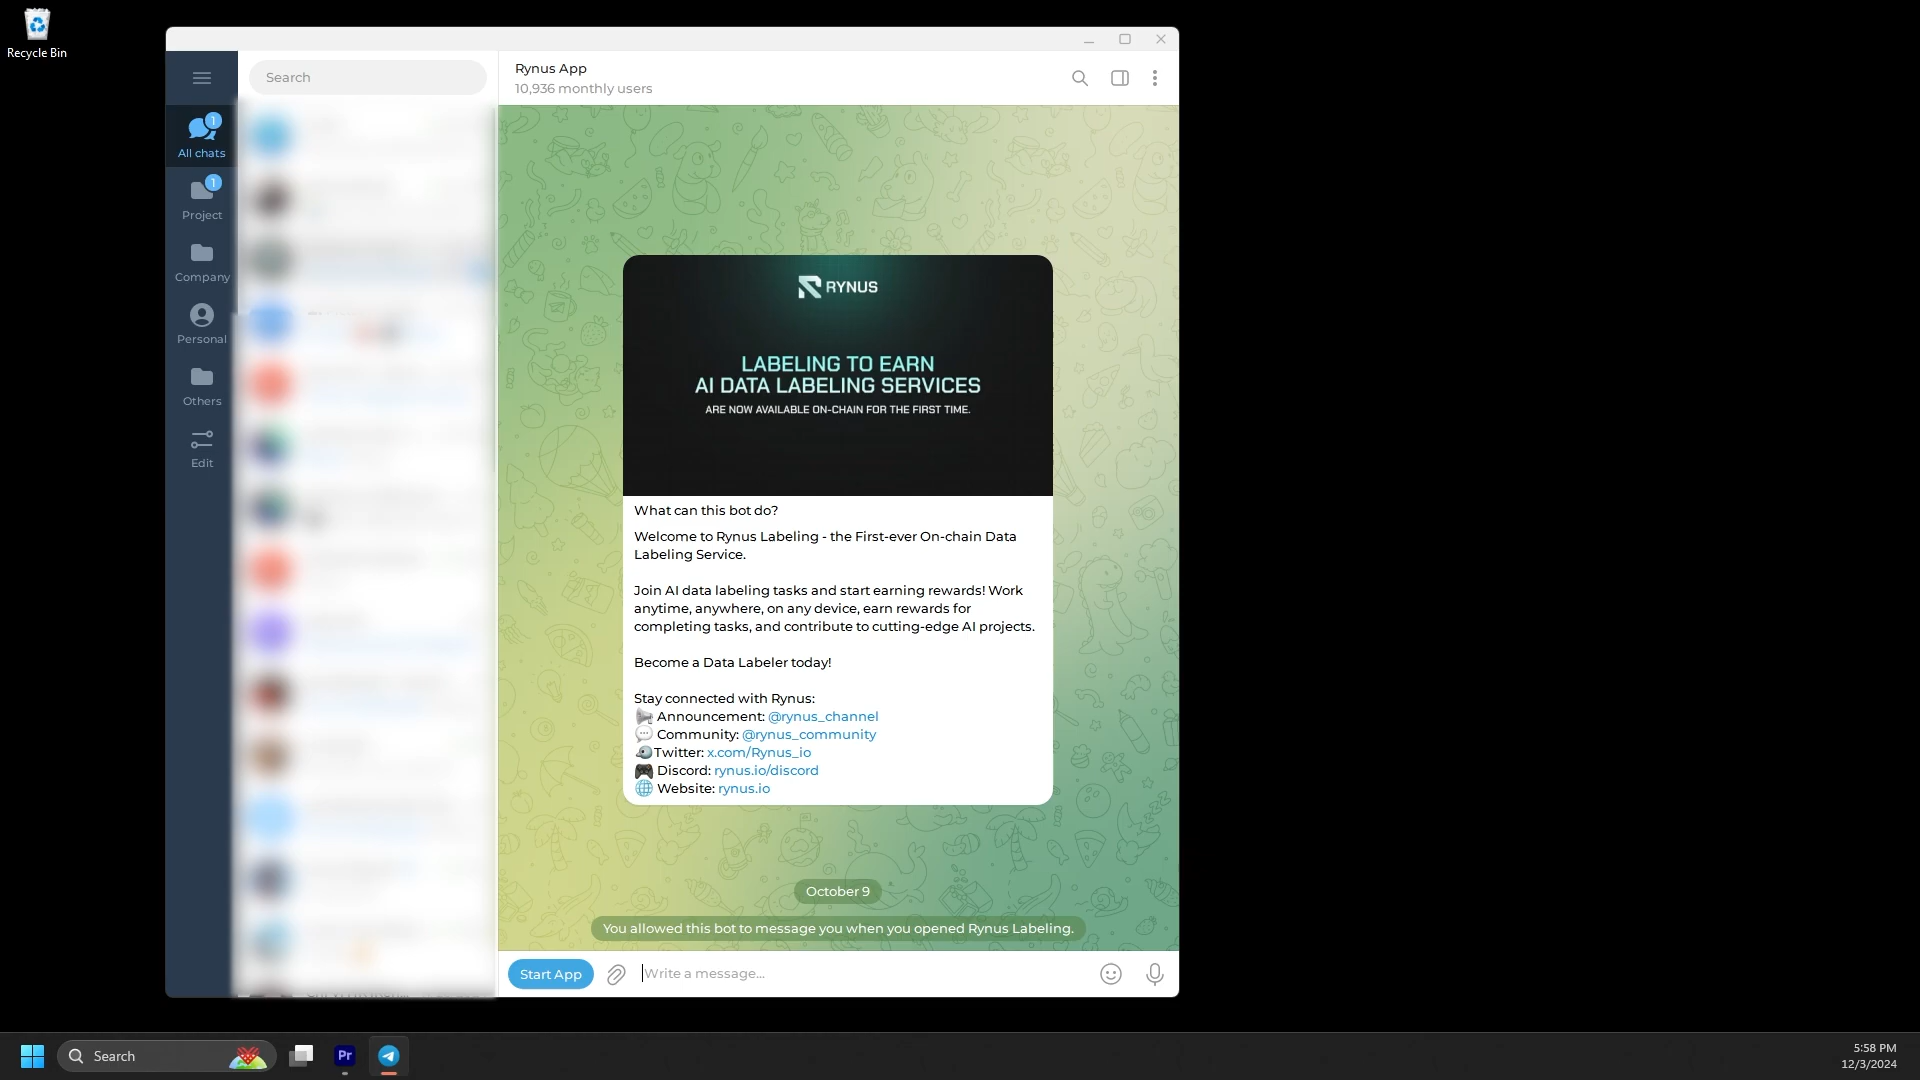 Recycle Bin
Search
Rynus App
10,936 monthly users
1
All chats
1
Project
Company
Personal
Others
Edit
RYNUS
LABELING TO EARN
AI DATA LABELING SERVICES
ARE NOW AVAILABLE ON-CHAIN FOR THE FIRST TIME.
What can this bot do?
Welcome to Rynus Labeling - the First-ever On-chain Data
Labeling Service.
Join AI data labeling tasks and start earning rewards! Work
anytime, anywhere, on any device, earn rewards for
completing tasks, and contribute to cutting-edge AI projects.
Become a Data Labeler today!
Stay connected with Rynus:
Announcement: @rynus_channel
Community: @rynus_community
Twitter: x.com/Rynus_io
Discord: rynus.io/discord
Website: rynus.io
October 9
You allowed this bot to message you when you opened Rynus Labeling.
Start App
Write a message...
Search
Pr
5:58 PM
12/3/2024